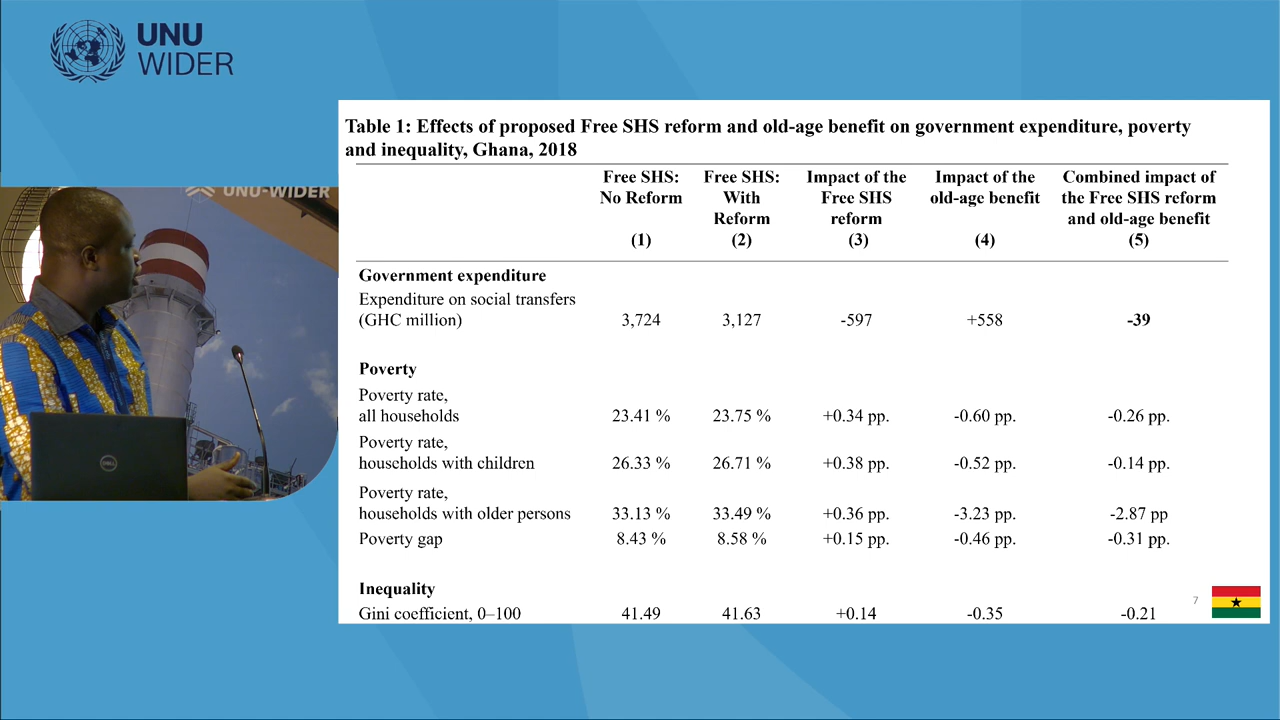 UNU
WIDER
UNU-WIDER
DELL
Table 1: Effects of proposed Free SHS reform and old-age benefit on government expenditure, poverty
and inequality, Ghana, 2018
Free SHS: No Reform (1) Free SHS: With Reform (2) Impact of the Free SHS reform (3) Impact of the old-age benefit (4) Combined impact of the Free SHS reform and old-age benefit (5)
Government expenditure
Expenditure on social transfers
(GHC million) 3,724 3,127 -597 +558 -39
Poverty
Poverty rate,
all households 23.41 % 23.75 % +0.34 pp. -0.60 pp. -0.26 pp.
Poverty rate,
households with children 26.33 % 26.71 % +0.38 pp. -0.52 pp. -0.14 pp.
Poverty rate,
households with older persons 33.13 % 33.49 % +0.36 pp. -3.23 pp. -2.87 pp
Poverty gap 8.43 % 8.58 % +0.15 pp. -0.46 pp. -0.31 pp.
Inequality
Gini coefficient, 0–100 41.49 41.63 +0.14 -0.35 -0.21
7